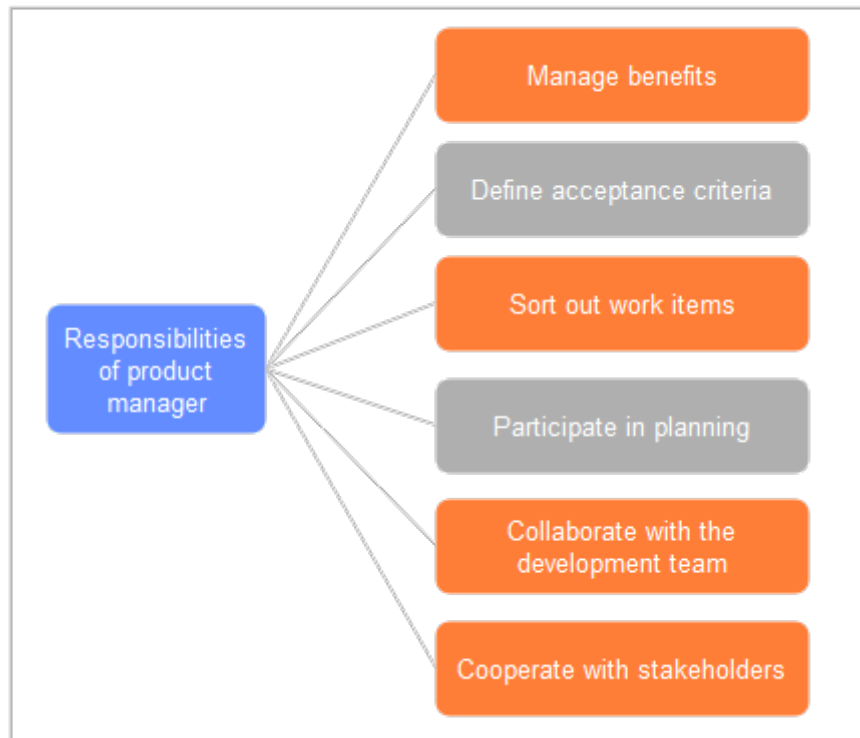 Manage benefits
Define acceptance criteria
Sort out work items
Responsibilities
of product
manager
Participate in planning
Collaborate with the
development team
Cooperate with stakeholders